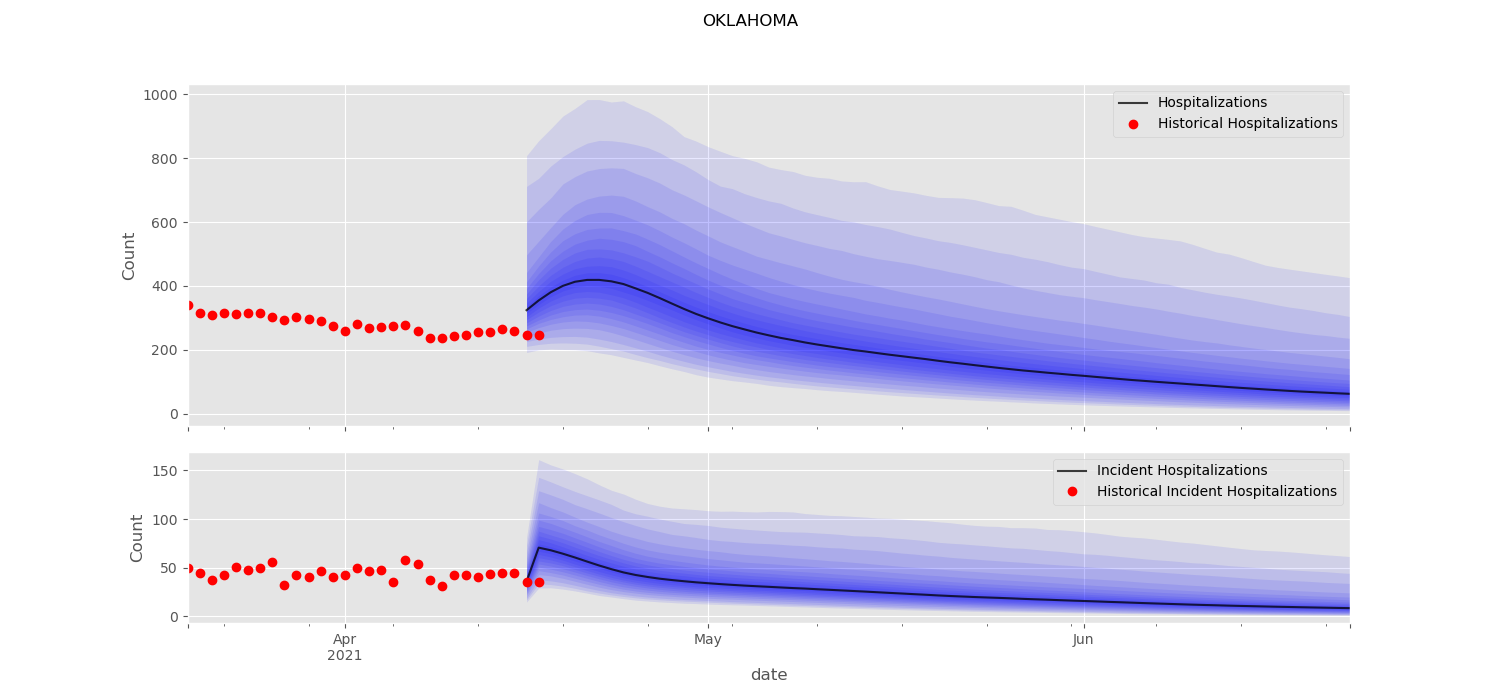 OKLAHOMA
1000
800
600
400
200
0
Count
Hospitalizations
Historical Hospitalizations
150
100
50
0
Count
Incident Hospitalizations
Historical Incident Hospitalizations
Apr
2021
May
Jun
date